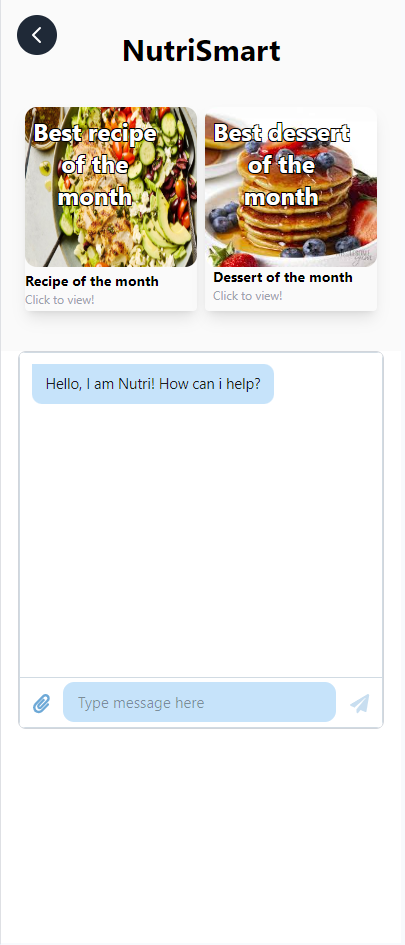 NutriSmart
Best recipe
of the
month
Best dessert
of the
month
Recipe of the month
Click to view!
Dessert of the month
Click to view!
Hello, I am Nutri! How can i help?
Type message here